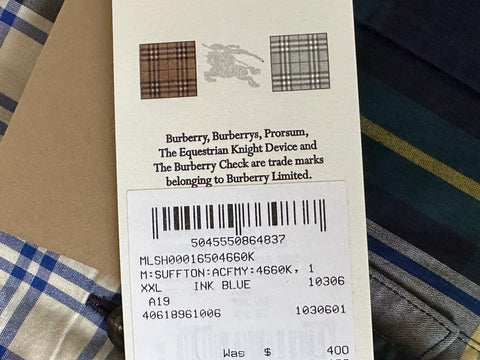 Burberry, Burberrys, Prorsum,
The Equestrian Knight Device and
The Burberry Check are trade marks
belonging to Burberry Limited.
5045550864837
MLSH00016504660K
M:SUFFTON:ACFMY:4660K, 1
XXL INK BLUE 10306
A19
40618961006 1030601
Was $ 400